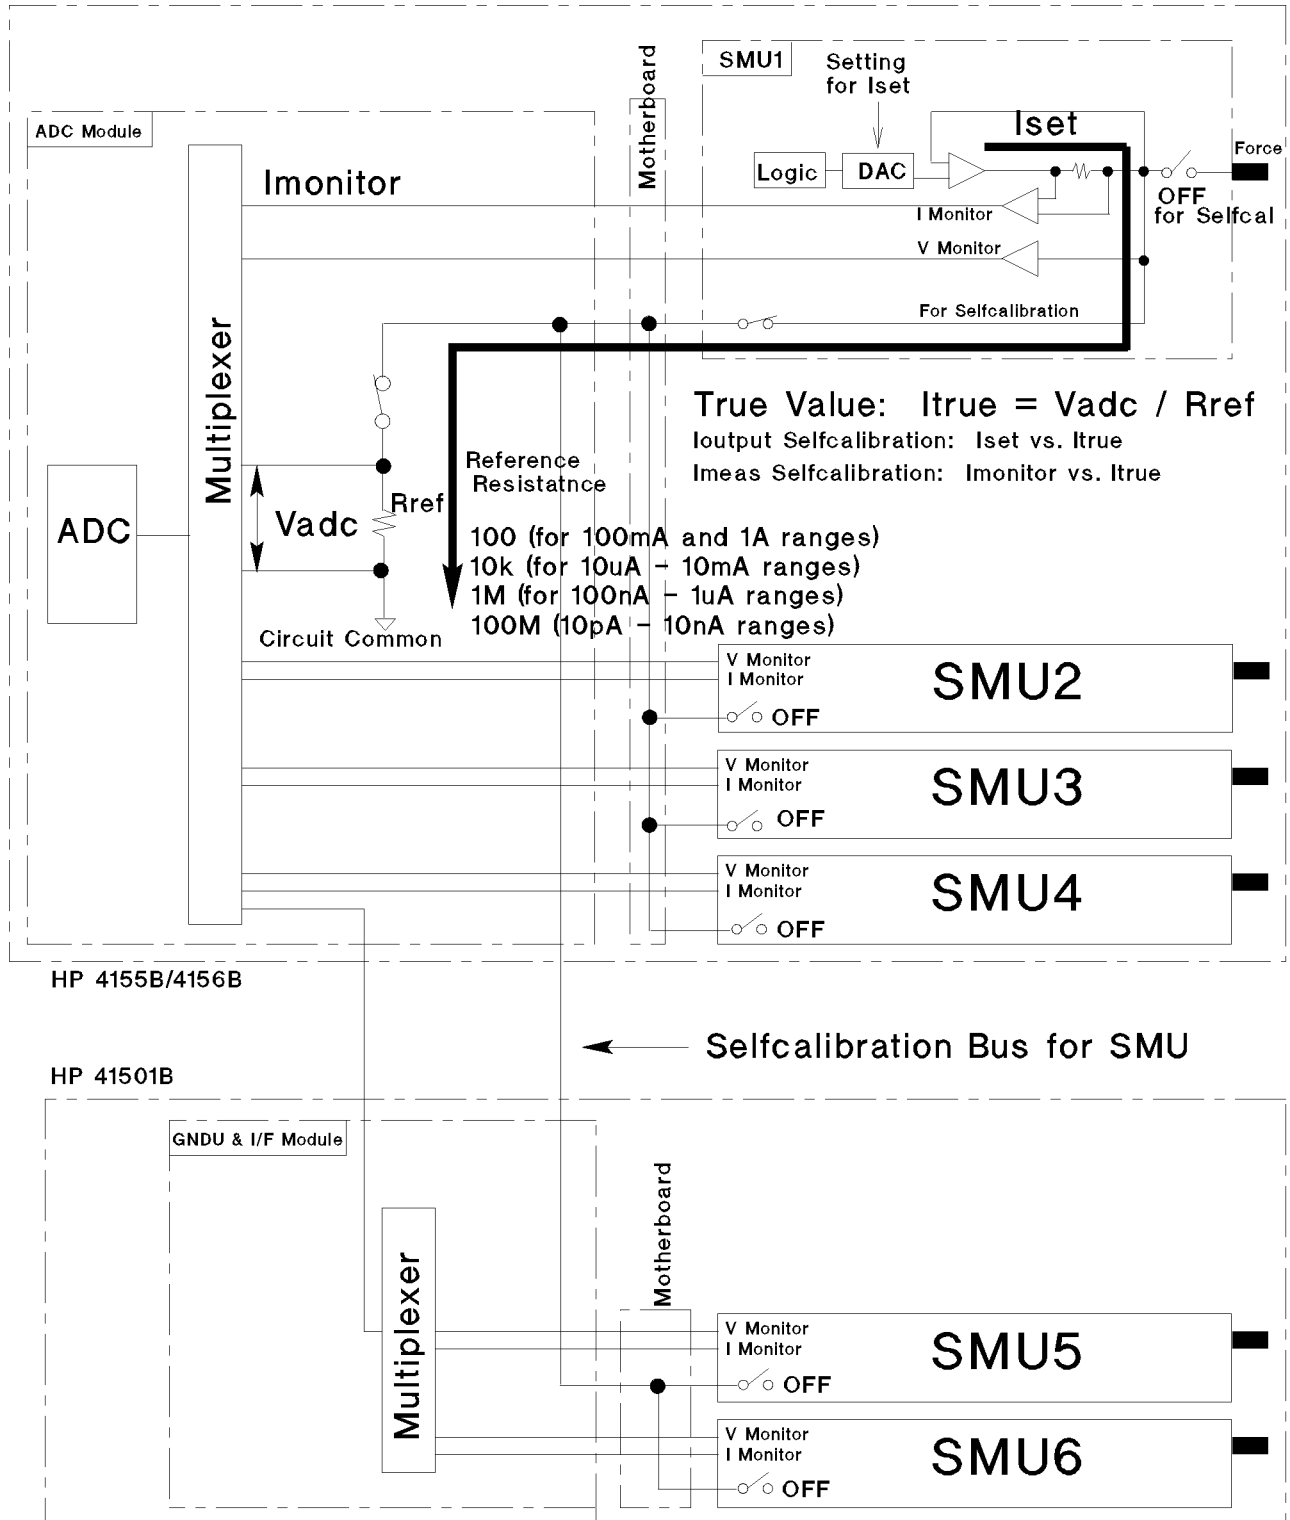 SMU1
Setting
for Iset
Motherboard
ADC Module
Iset
Force
Logic
DAC
Imonitor
OFF
for Selfcal
I Monitor
V Monitor
For Selfcalibration
Multiplexer
True Value: Itrue = Vadc / Rref
Ioutput Selfcalibration: Iset vs. Itrue
Imeas Selfcalibration: Imonitor vs. Itrue
Reference
Resistatnce
Rref
ADC
Vadc
100 (for 100mA and 1A ranges)
10k (for 10uA - 10mA ranges)
1M (for 100nA - 1uA ranges)
100M (10pA - 10nA ranges)
Circuit Common
V Monitor
I Monitor
SMU2
OFF
V Monitor
I Monitor
SMU3
OFF
V Monitor
I Monitor
SMU4
OFF
HP 4155B/4156B
Selfcalibration Bus for SMU
HP 41501B
GNDU & I/F Module
Motherboard
Multiplexer
V Monitor
I Monitor
SMU5
OFF
V Monitor
I Monitor
SMU6
OFF